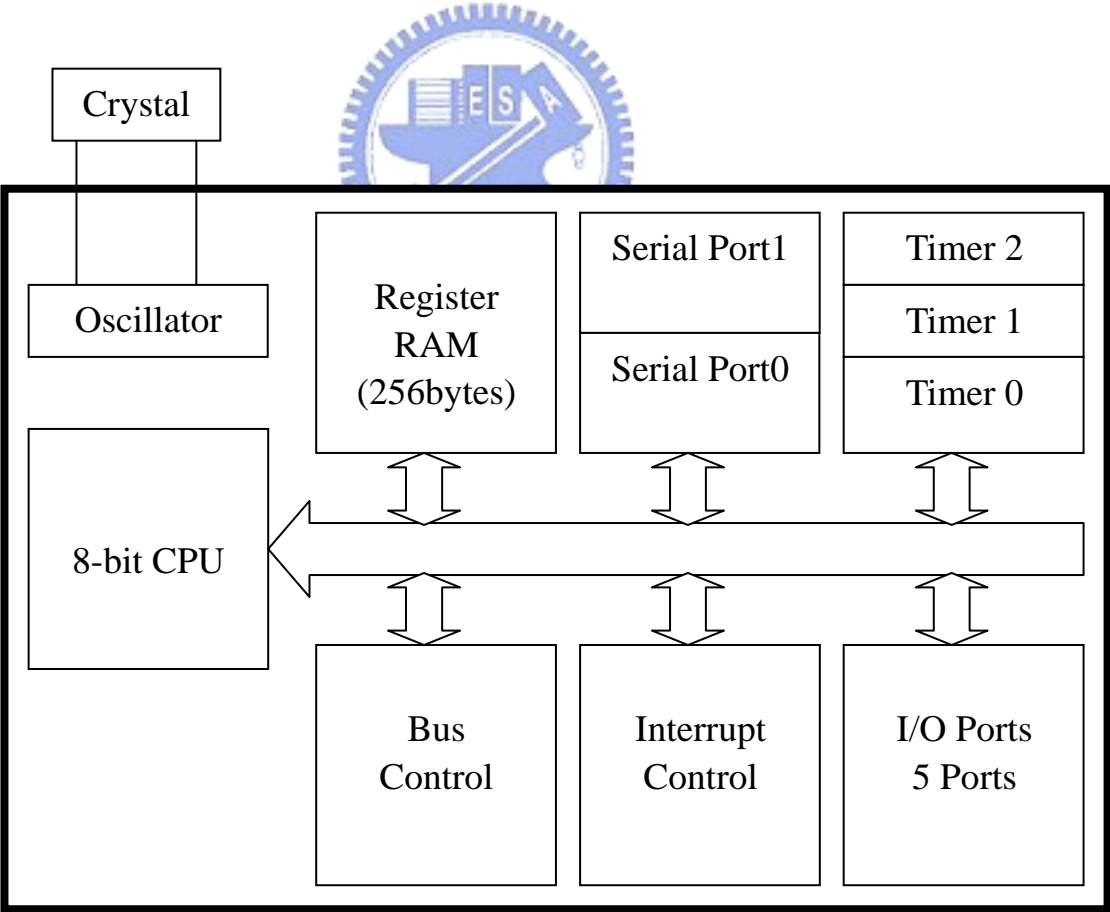 ESA
Crystal
Oscillator
Register
RAM
(256bytes)
Serial Port1
Serial Port0
Timer 2
Timer 1
Timer 0
8-bit CPU
Bus
Control
Interrupt
Control
I/O Ports
5 Ports